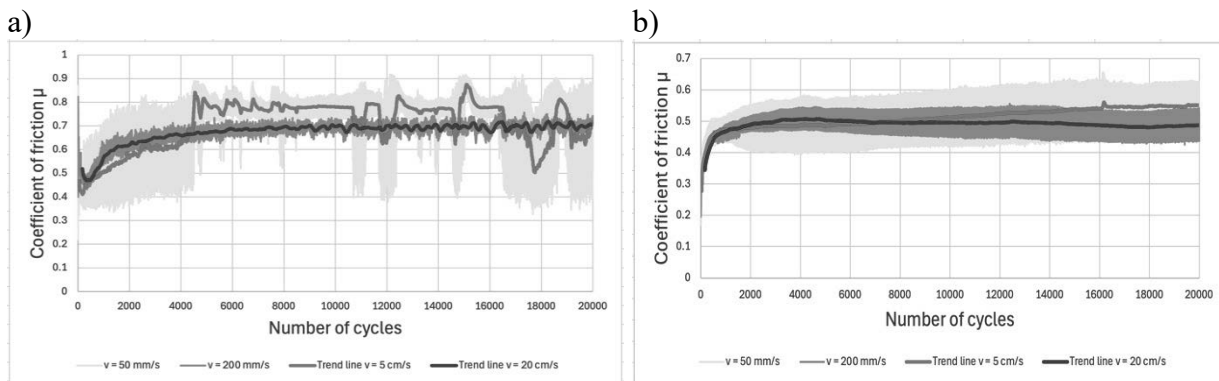 a)
1
0.9
0.8
0.7
0.6
0.5
0.4
0.3
0.2
0.1
0
Coefficient of friction µ
0 2000 4000 6000 8000 10000 12000 14000 16000 18000 20000
Number of cycles
v = 50 mm/s v = 200 mm/s Trend line v = 5 cm/s Trend line v = 20 cm/s
b)
0.7
0.6
0.5
0.4
0.3
0.2
0.1
0
Coefficient of friction µ
0 2000 4000 6000 8000 10000 12000 14000 16000 18000 20000
Number of cycles
v = 50 mm/s v = 200 mm/s Trend line v = 5 cm/s Trend line v = 20 cm/s